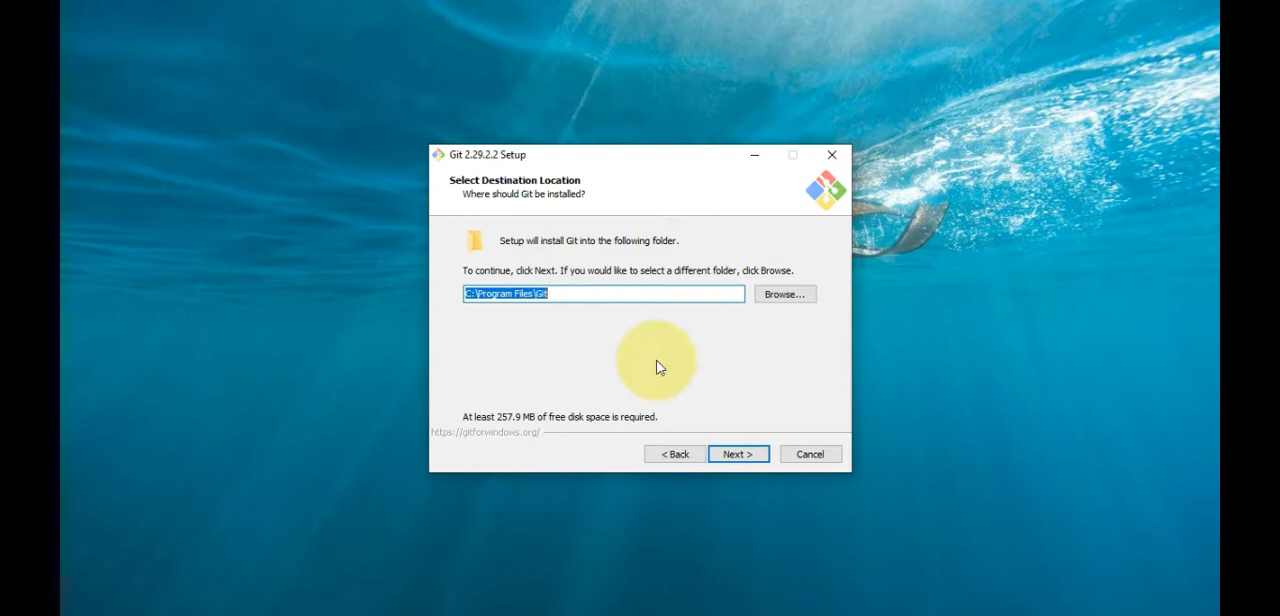 Git 2.29.2.2 Setup
Select Destination Location
Where should Git be installed?
Setup will install Git into the following folder.
To continue, click Next. If you would like to select a different folder, click Browse.
C:\Program Files\Git
Browse...
At least 257.9 MB of free disk space is required.
https://gitforwindows.org/
< Back
Next >
Cancel